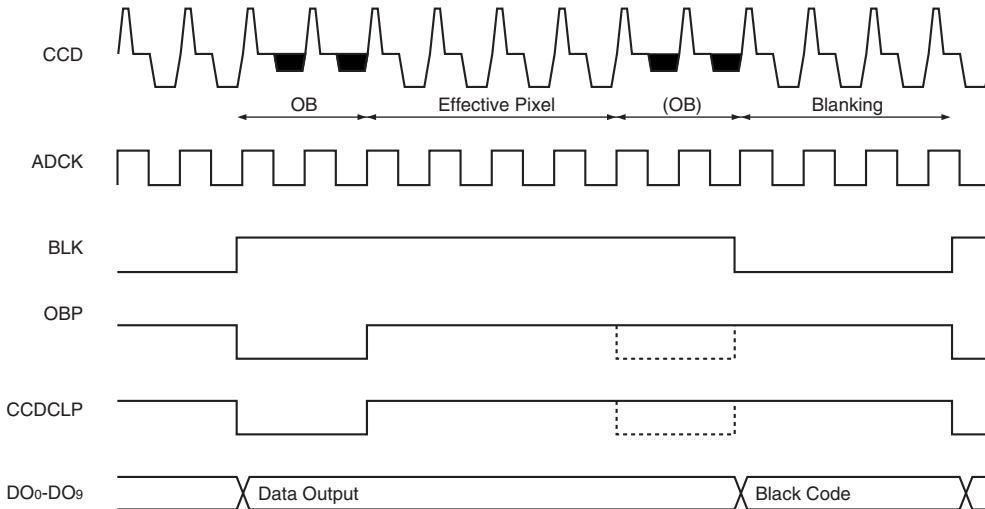 CCD
OB Effective Pixel (OB) Blanking
ADCK
BLK
OBP
CCDCLP
DO0-DO9 Data Output Black Code